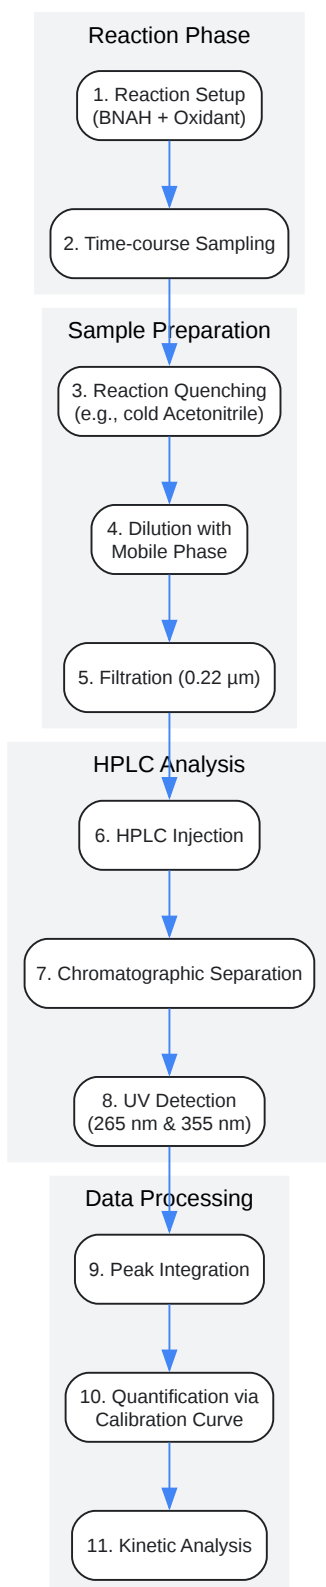 Reaction Phase
1. Reaction Setup
(BNAH + Oxidant)
2. Time-course Sampling
Sample Preparation
3. Reaction Quenching
(e.g., cold Acetonitrile)
4. Dilution with
Mobile Phase
5. Filtration (0.22 µm)
HPLC Analysis
6. HPLC Injection
7. Chromatographic Separation
8. UV Detection
(265 nm & 355 nm)
Data Processing
9. Peak Integration
10. Quantification via
Calibration Curve
11. Kinetic Analysis